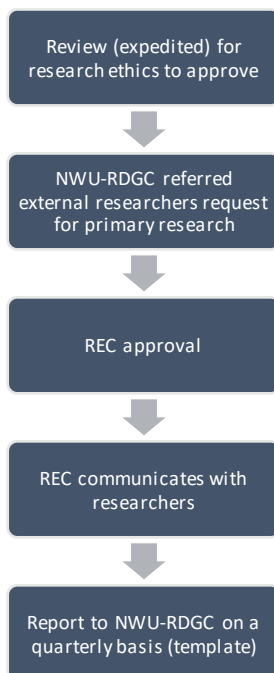 Review (expedited) for
research ethics to approve
NWU-RDGC referred
external researchers request
for primary research
REC approval
REC communicates with
researchers
Report to NWU-RDGC on a
quarterly basis (template)